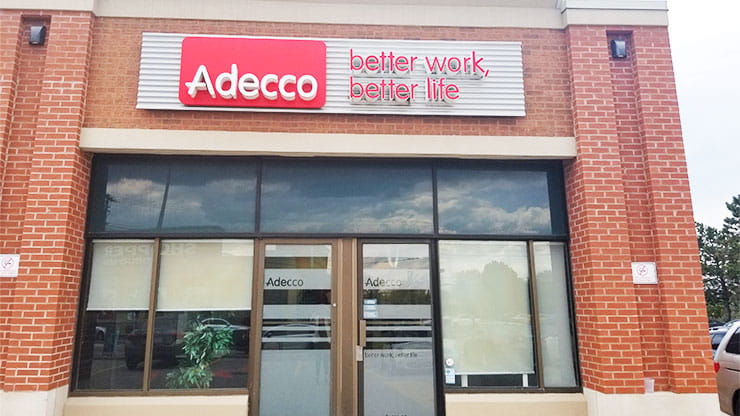 Adecco
better work,
better life
Adecco
Adecco
better work, better life